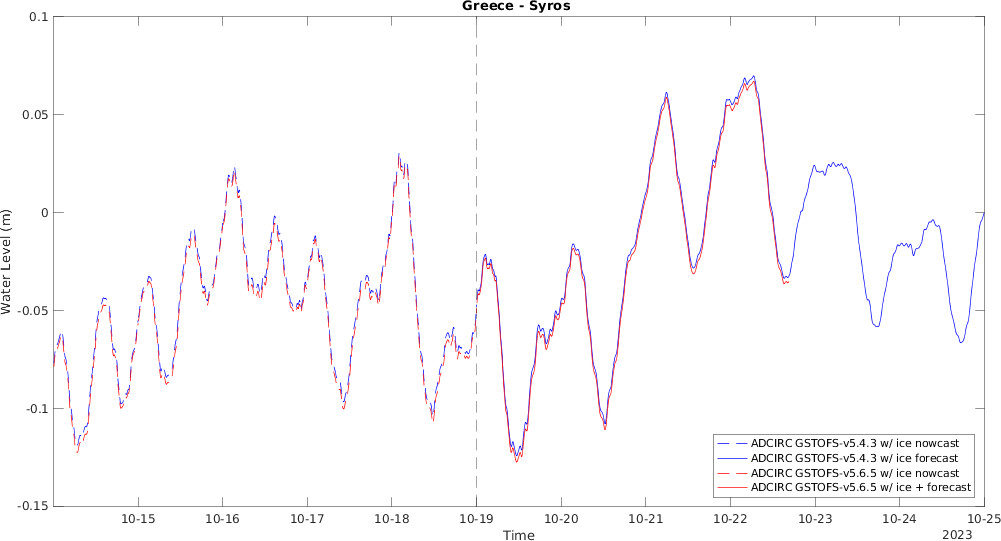 Greece - Syros
0.1
0.05
0
-0.05
-0.1
-0.15
Water Level (m)
10-15
10-16
10-17
10-18
10-19
10-20
10-21
10-22
10-23
10-24
10-25
Time
2023
ADCIRC GSTOFS-v5.4.3 w/ ice nowcast
ADCIRC GSTOFS-v5.4.3 w/ ice forecast
ADCIRC GSTOFS-v5.6.5 w/ ice nowcast
ADCIRC GSTOFS-v5.6.5 w/ ice + forecast